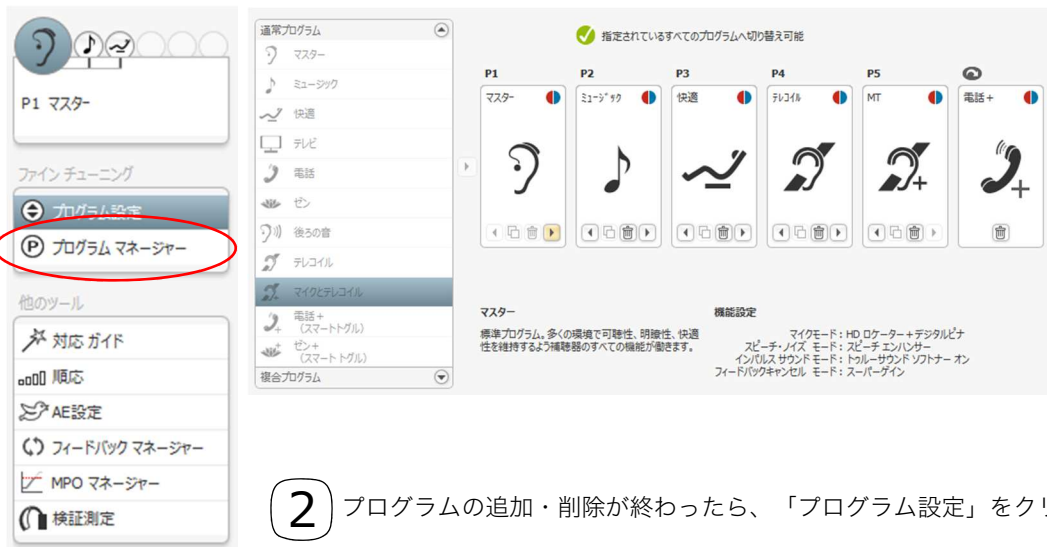 P1 マスター
ファイン チューニング
プログラム設定
P プログラム マネージャー
他のツール
対応 ガイド
順応
AE設定
フィードバック マネージャー
MPO マネージャー
検証測定
通常プログラム
マスター
ミュージック
快適
テレビ
電話
ゼン
後ろの音
テレコイル
マイクとテレコイル
電話+
(スマートトグル)
ゼン+
(スマートトグル)
複合プログラム
指定されているすべてのプログラムへ切り替え可能
P1 P2 P3 P4 P5
マスター ミュージック 快適 テレコイル MT 電話+
マスター
標準プログラム。多くの環境で可聴性、明瞭性、快適
性を維持するよう補聴器のすべての機能が働きます。
機能設定
マイクモード: HD ロケーター+デジタルピナ
スピーチ・ノイズ モード: スピーチ エンハンサー
インパルス サウンド モード: トゥルーサウンド ソフトナー オン
フィードバックキャンセル モード: スーパーゲイン
2 プログラムの追加・削除が終わったら、「プログラム設定」をク